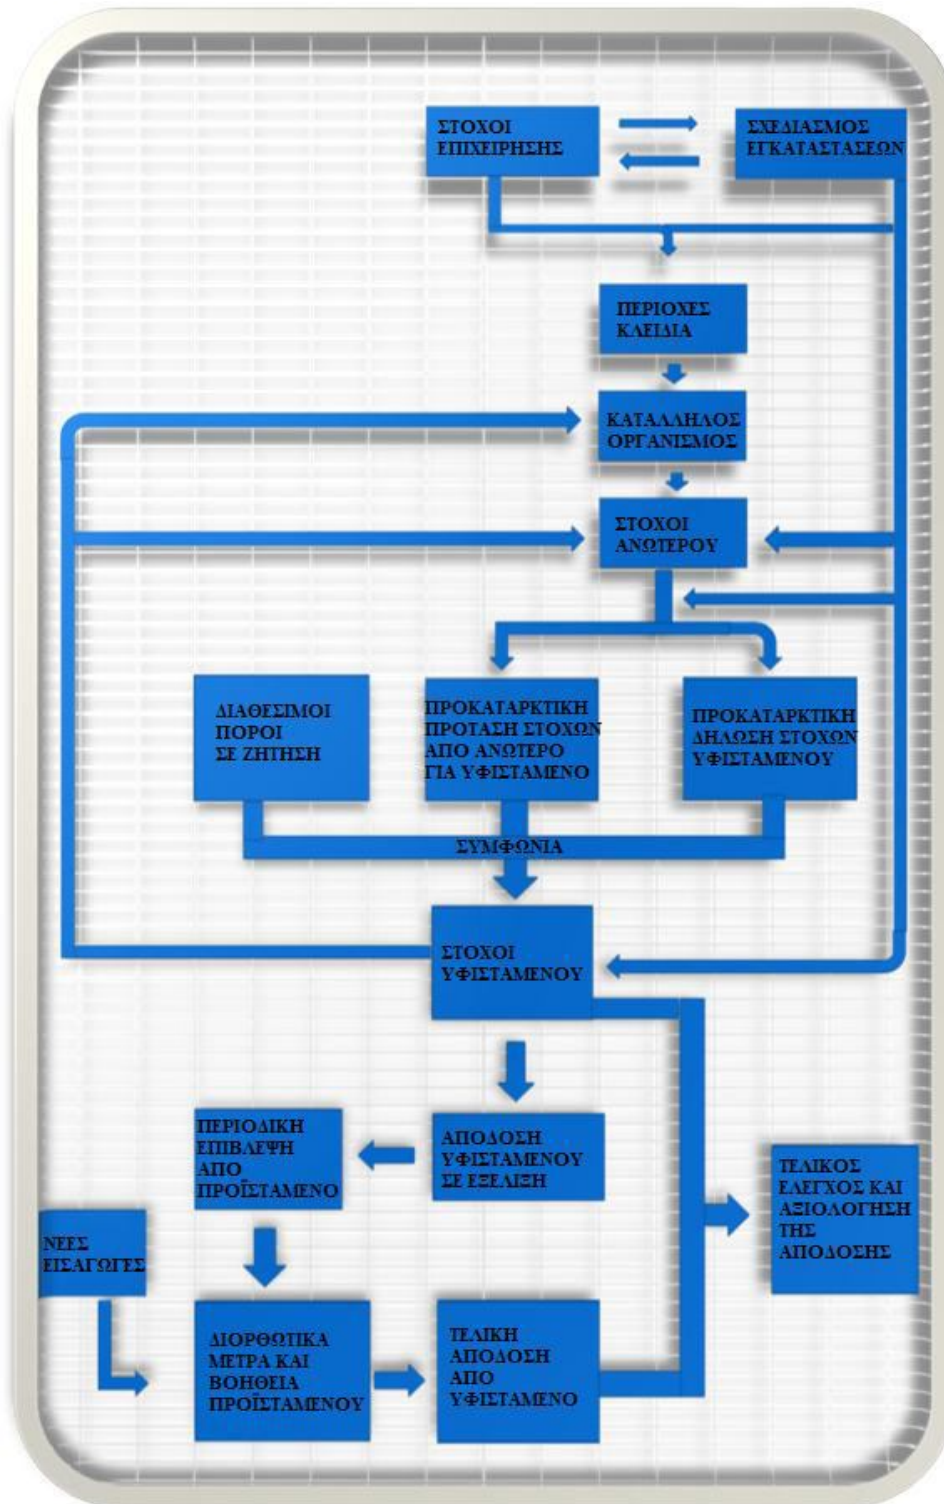 ΣΤΟΧΟΙ
ΕΠΙΧΕΙΡΗΣΗΣ
ΣΧΕΔΙΑΣΜΟΣ
ΕΓΚΑΤΑΣΤΑΣΕΩΝ
ΠΕΡΙΟΧΕΣ
ΚΛΕΙΔΙΑ
ΚΑΤΑΛΛΗΛΟΣ
ΟΡΓΑΝΙΣΜΟΣ
ΣΤΟΧΟΙ
ΑΝΩΤΕΡΟΥ
ΔΙΑΘΕΣΙΜΟΙ
ΠΟΡΟΙ
ΣΕ ΖΗΤΗΣΗ
ΠΡΟΚΑΤΑΡΚΤΙΚΗ
ΠΡΟΤΑΣΗ ΣΤΟΧΩΝ
ΑΠΟ ΑΝΩΤΕΡΟ
ΓΙΑ ΥΦΙΣΤΑΜΕΝΟ
ΠΡΟΚΑΤΑΡΚΤΙΚΗ
ΔΗΛΩΣΗ ΣΤΟΧΩΝ
ΥΦΙΣΤΑΜΕΝΟΥ
ΣΥΜΦΩΝΙΑ
ΣΤΟΧΟΙ
ΥΦΙΣΤΑΜΕΝΟΥ
ΠΕΡΙΟΔΙΚΗ
ΕΠΙΒΛΕΨΗ
ΑΠΟ
ΠΡΟΪΣΤΑΜΕΝΟ
ΑΠΟΔΟΣΗ
ΥΦΙΣΤΑΜΕΝΟΥ
ΣΕ ΕΞΕΛΙΞΗ
ΤΕΛΙΚΟΣ
ΕΛΕΓΧΟΣ ΚΑΙ
ΑΞΙΟΛΟΓΗΣΗ
ΤΗΣ
ΑΠΟΔΟΣΗΣ
ΝΕΕΣ
ΕΙΣΑΓΩΓΕΣ
ΔΙΟΡΘΩΤΙΚΑ
ΜΕΤΡΑ ΚΑΙ
ΒΟΗΘΕΙΑ
ΠΡΟΪΣΤΑΜΕΝΟΥ
ΤΕΛΙΚΗ
ΑΠΟΔΟΣΗ
ΑΠΟ
ΥΦΙΣΤΑΜΕΝΟ